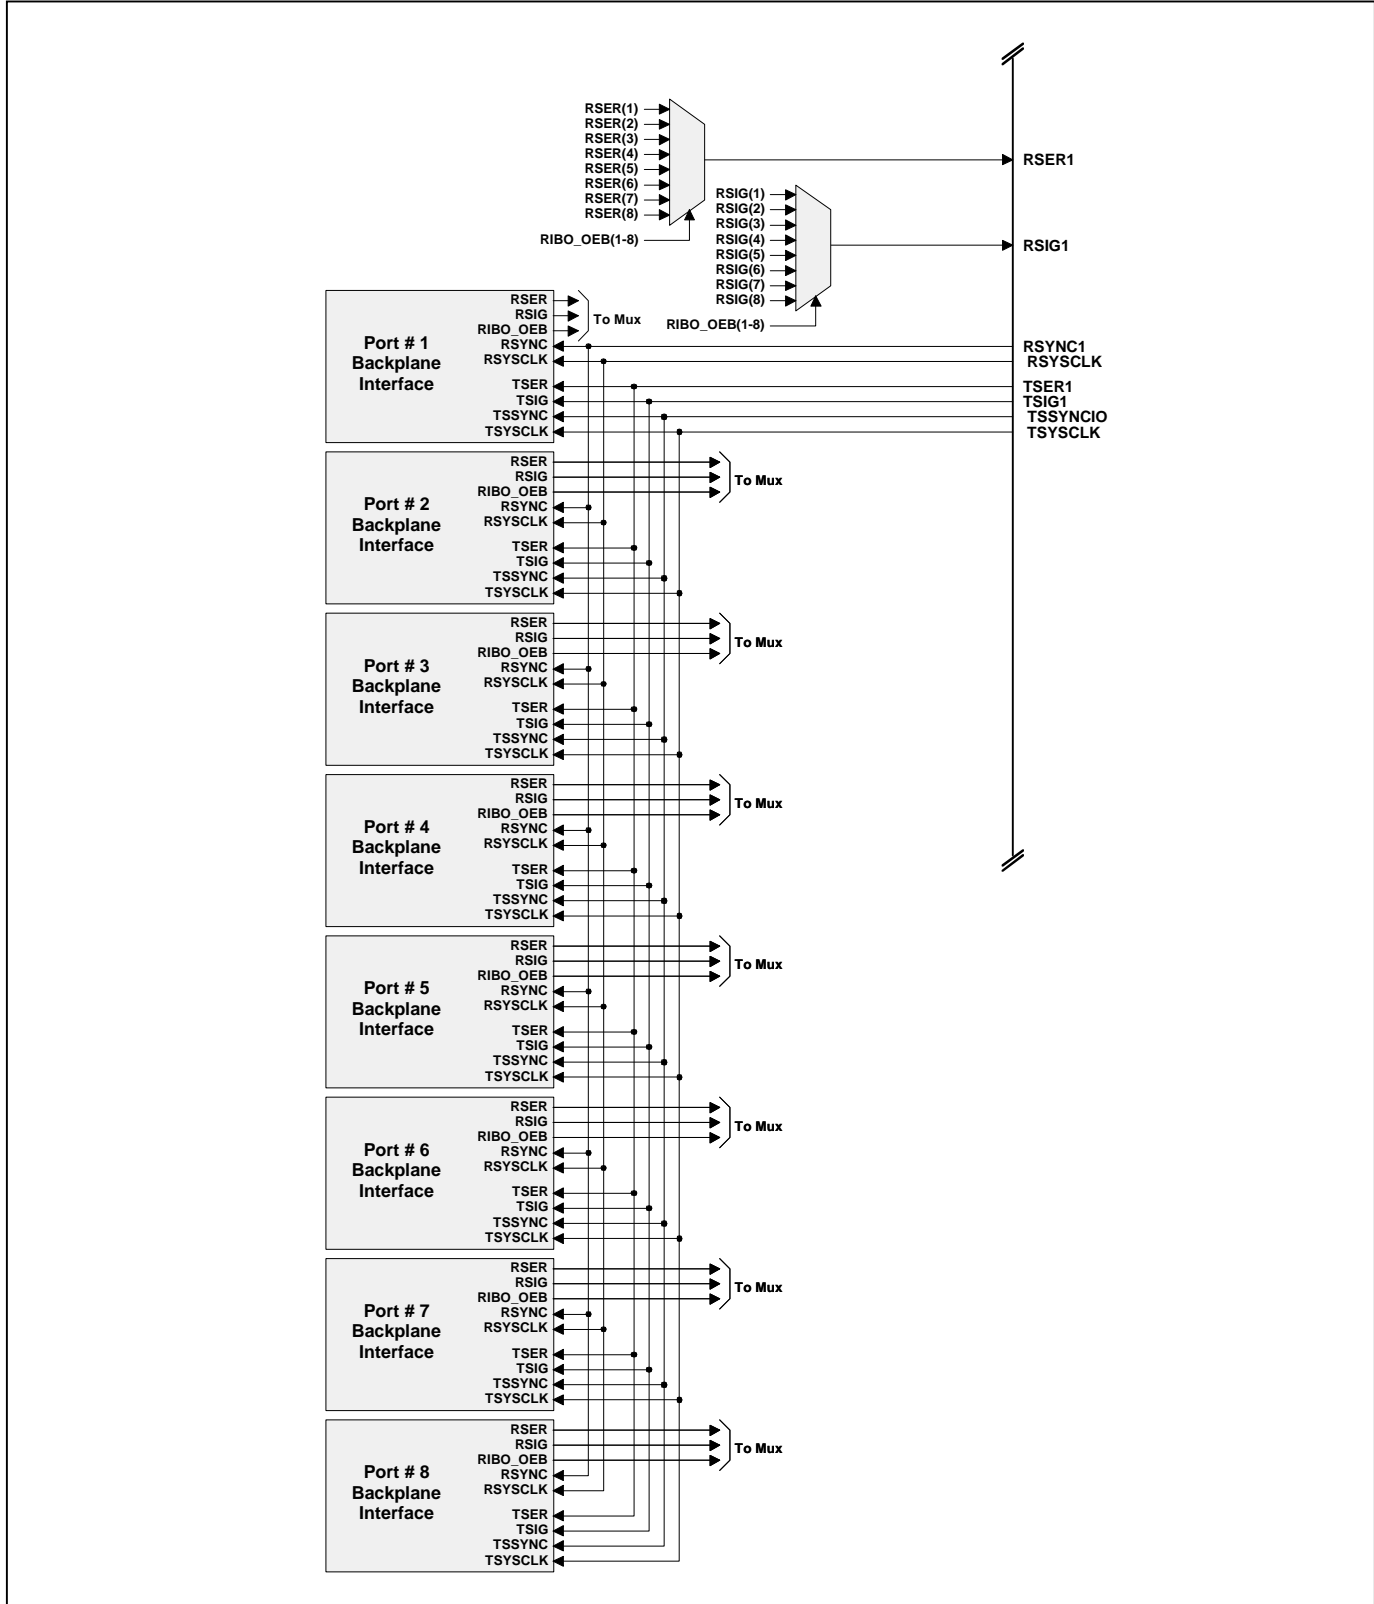 RSER(1)
RSER(2)
RSER(3)
RSER(4)
RSER(5)
RSER(6)
RSER(7)
RSER(8)
RIBO_OEB(1-8)
RSER1
RSIG(1)
RSIG(2)
RSIG(3)
RSIG(4)
RSIG(5)
RSIG(6)
RSIG(7)
RSIG(8)
RIBO_OEB(1-8)
RSIG1
Port # 1
Backplane
Interface
RSER
RSIG
RIBO_OEB
RSYNC
RSYSCLK
TSER
TSIG
TSSYNC
TSYSCLK
To Mux
RSYNC1
RSYSCLK
TSER1
TSIG1
TSSYNCIO
TSYSCLK
Port # 2
Backplane
Interface
RSER
RSIG
RIBO_OEB
RSYNC
RSYSCLK
TSER
TSIG
TSSYNC
TSYSCLK
To Mux
Port # 3
Backplane
Interface
RSER
RSIG
RIBO_OEB
RSYNC
RSYSCLK
TSER
TSIG
TSSYNC
TSYSCLK
To Mux
Port # 4
Backplane
Interface
RSER
RSIG
RIBO_OEB
RSYNC
RSYSCLK
TSER
TSIG
TSSYNC
TSYSCLK
To Mux
Port # 5
Backplane
Interface
RSER
RSIG
RIBO_OEB
RSYNC
RSYSCLK
TSER
TSIG
TSSYNC
TSYSCLK
To Mux
Port # 6
Backplane
Interface
RSER
RSIG
RIBO_OEB
RSYNC
RSYSCLK
TSER
TSIG
TSSYNC
TSYSCLK
To Mux
Port # 7
Backplane
Interface
RSER
RSIG
RIBO_OEB
RSYNC
RSYSCLK
TSER
TSIG
TSSYNC
TSYSCLK
To Mux
Port # 8
Backplane
Interface
RSER
RSIG
RIBO_OEB
RSYNC
RSYSCLK
TSER
TSIG
TSSYNC
TSYSCLK
To Mux